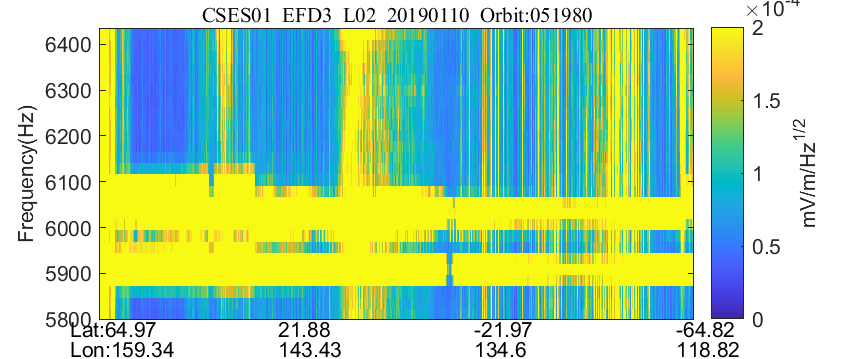 CSES01 EFD3 L02 20190110 Orbit:051980
×10⁻⁴
6400
6300
6200
6100
6000
5900
5800
Frequency(Hz)
2
1.5
1
0.5
0
mV/m/Hz^1/2
Lat:64.97 21.88 -21.97 -64.82
Lon:159.34 143.43 134.6 118.82